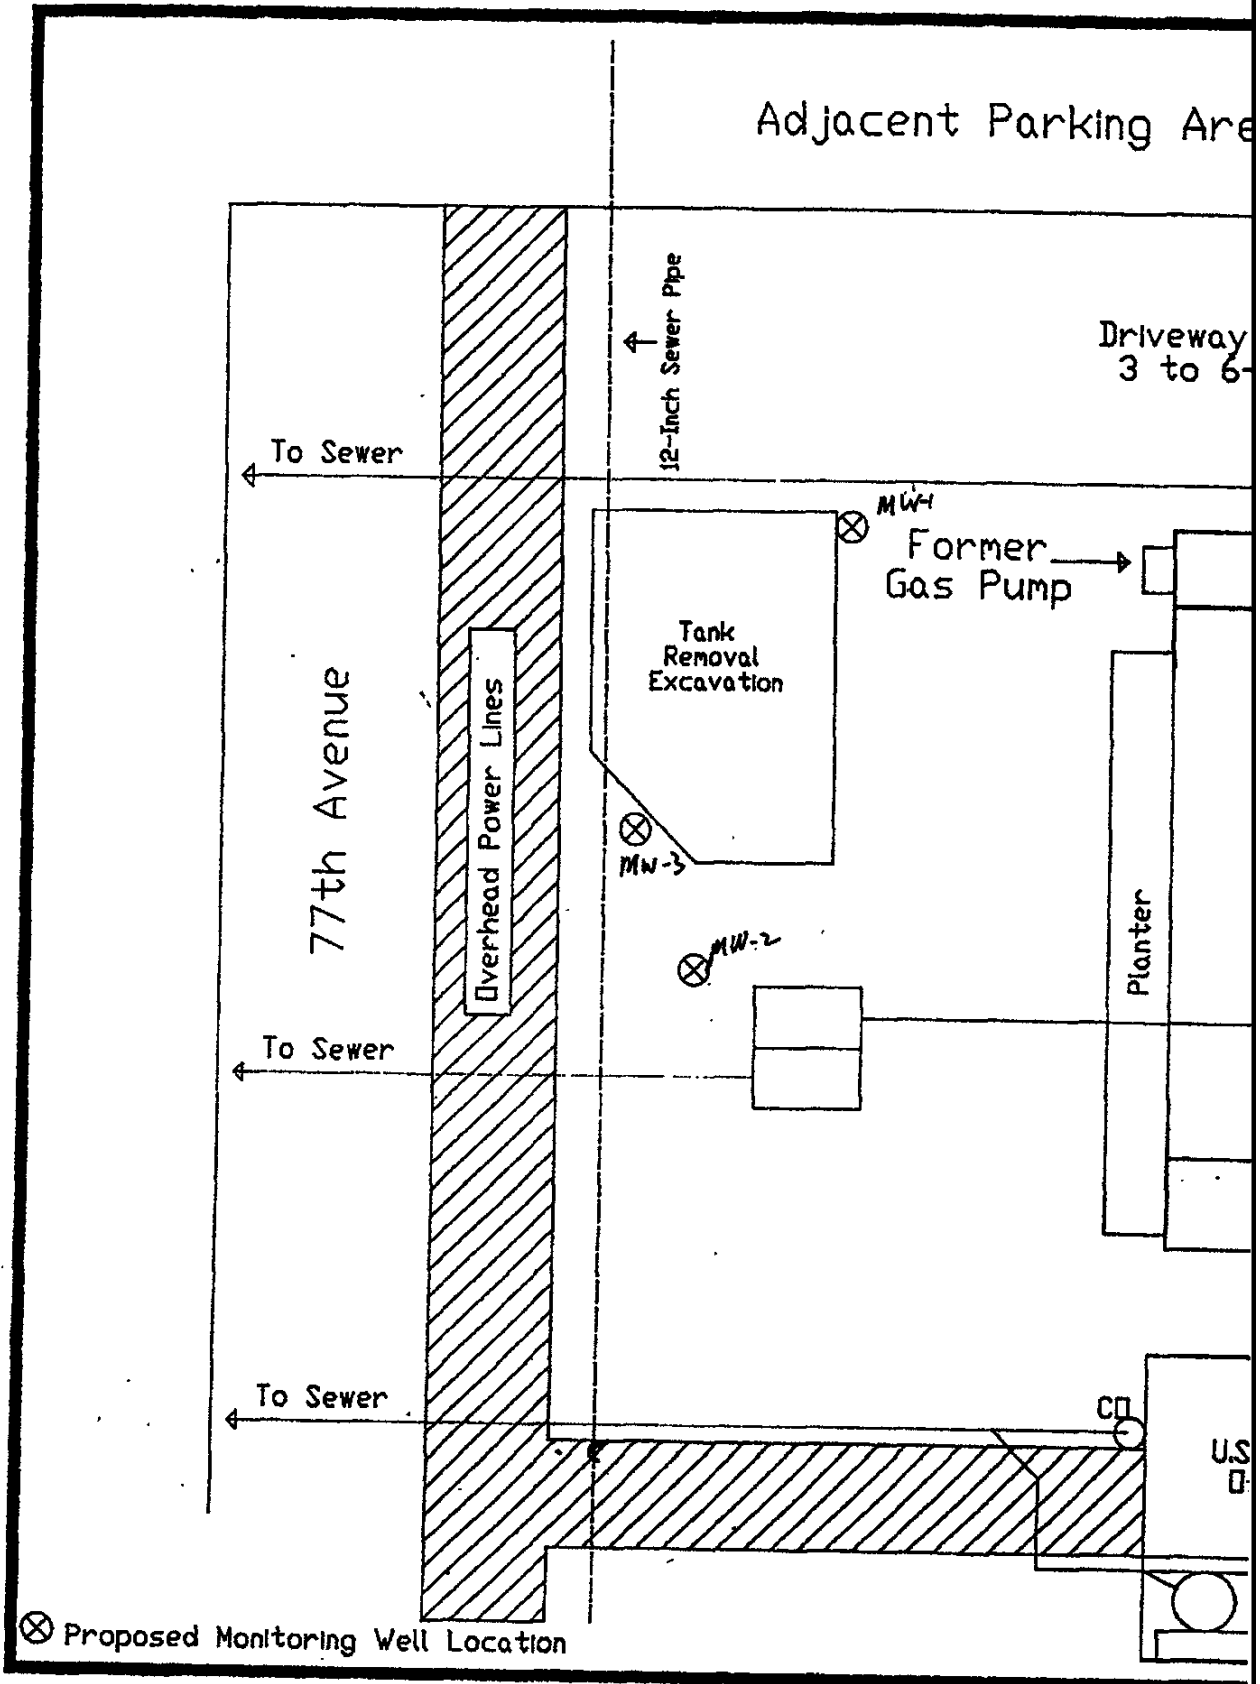 Adjacent Parking Are
12-Inch Sewer Pipe
Driveway
3 to 6-
To Sewer
MW-1
Former
Gas Pump
Tank
Removal
Excavation
77th Avenue
Overhead Power Lines
MW-3
MW-2
Planter
To Sewer
To Sewer
CO
U.S
O
Proposed Monitoring Well Location